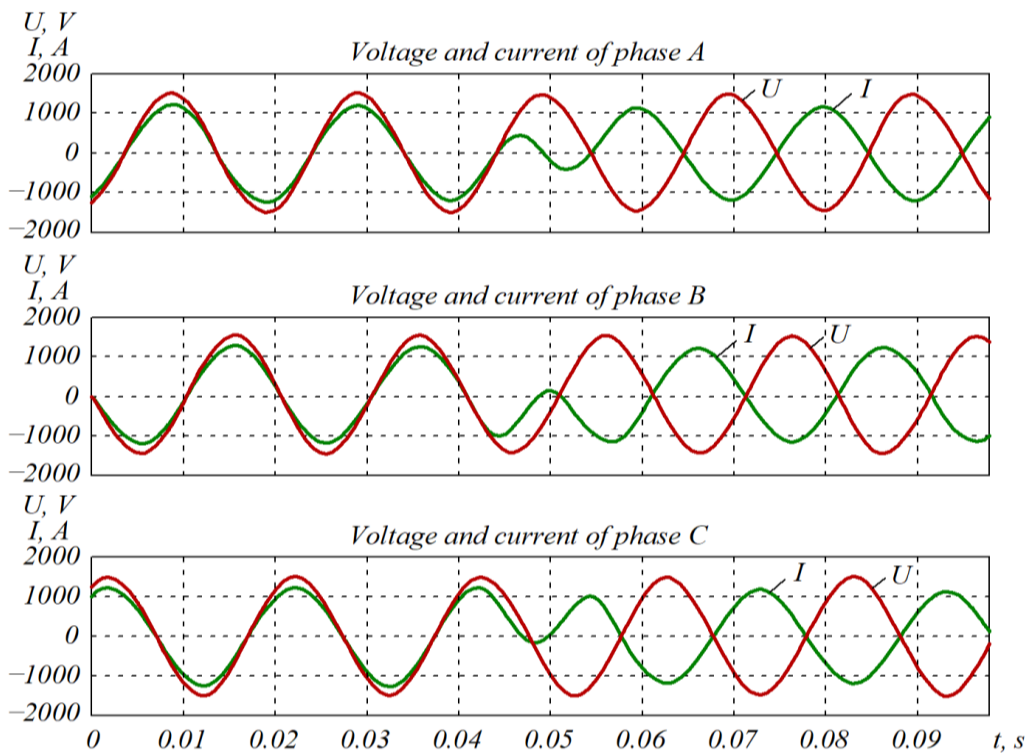 U, V
I, A
Voltage and current of phase A
2000
1000
0
−1000
−2000
U
I
U, V
I, A
Voltage and current of phase B
2000
1000
0
−1000
−2000
I
U
U, V
I, A
Voltage and current of phase C
2000
1000
0
−1000
−2000
I
U
0 0.01 0.02 0.03 0.04 0.05 0.06 0.07 0.08 0.09 t, s